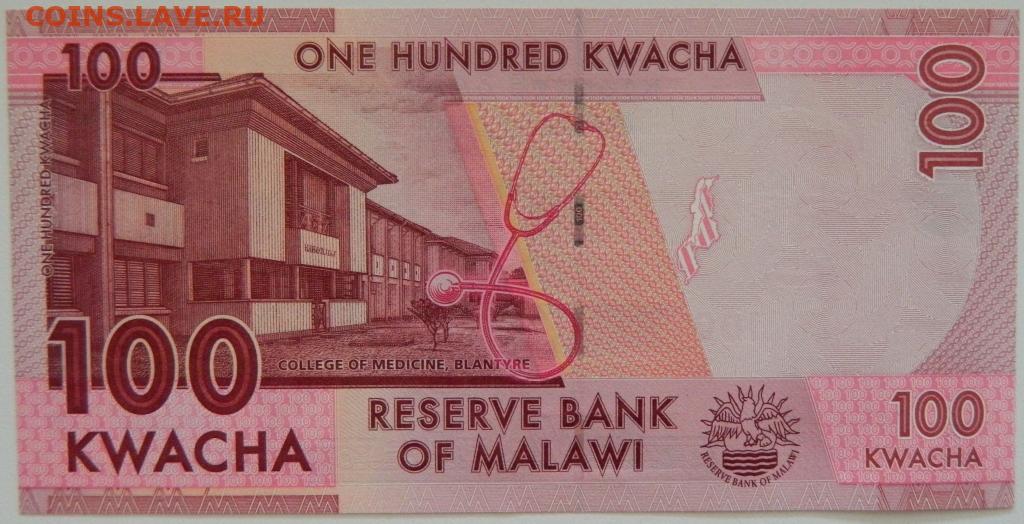 COINS.LAVE.RU
100
ONE HUNDRED KWACHA
100
ONE HUNDRED KWACHA
COLLEGE OF MEDICINE, BLANTYRE
100
KWACHA
RESERVE BANK
OF MALAWI
RESERVE BANK OF MALAWI
100
KWACHA